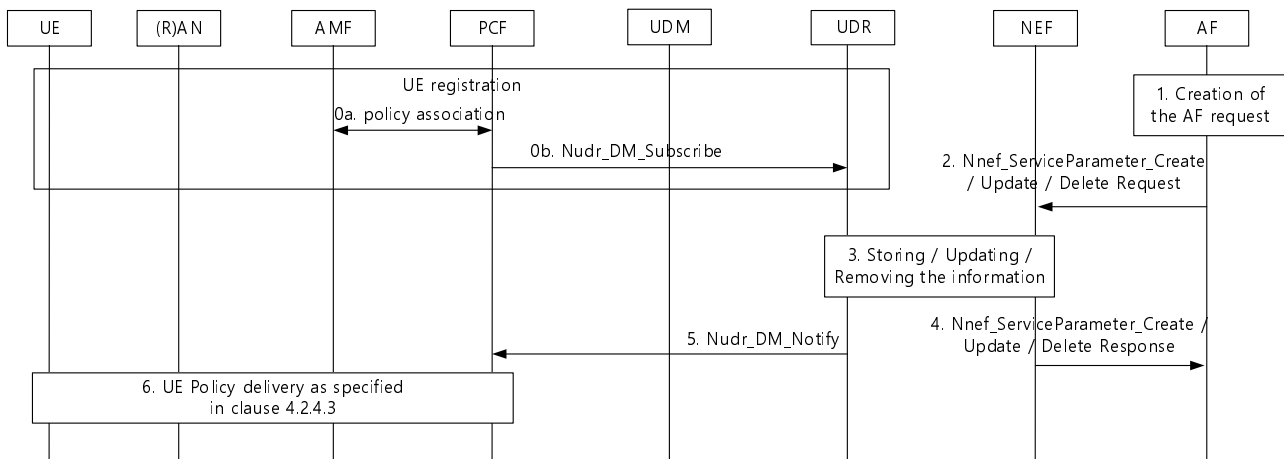 UE
(R)AN
AMF
PCF
UDM
UDR
NEF
AF
UE registration
0a. policy association
0b. Nudr_DM_Subscribe
1. Creation of
the AF request
2. Nnef_ServiceParameter_Create
/ Update / Delete Request
3. Storing / Updating /
Removing the information
4. Nnef_ServiceParameter_Create /
Update / Delete Response
5. Nudr_DM_Notify
6. UE Policy delivery as specified
in clause 4.2.4.3